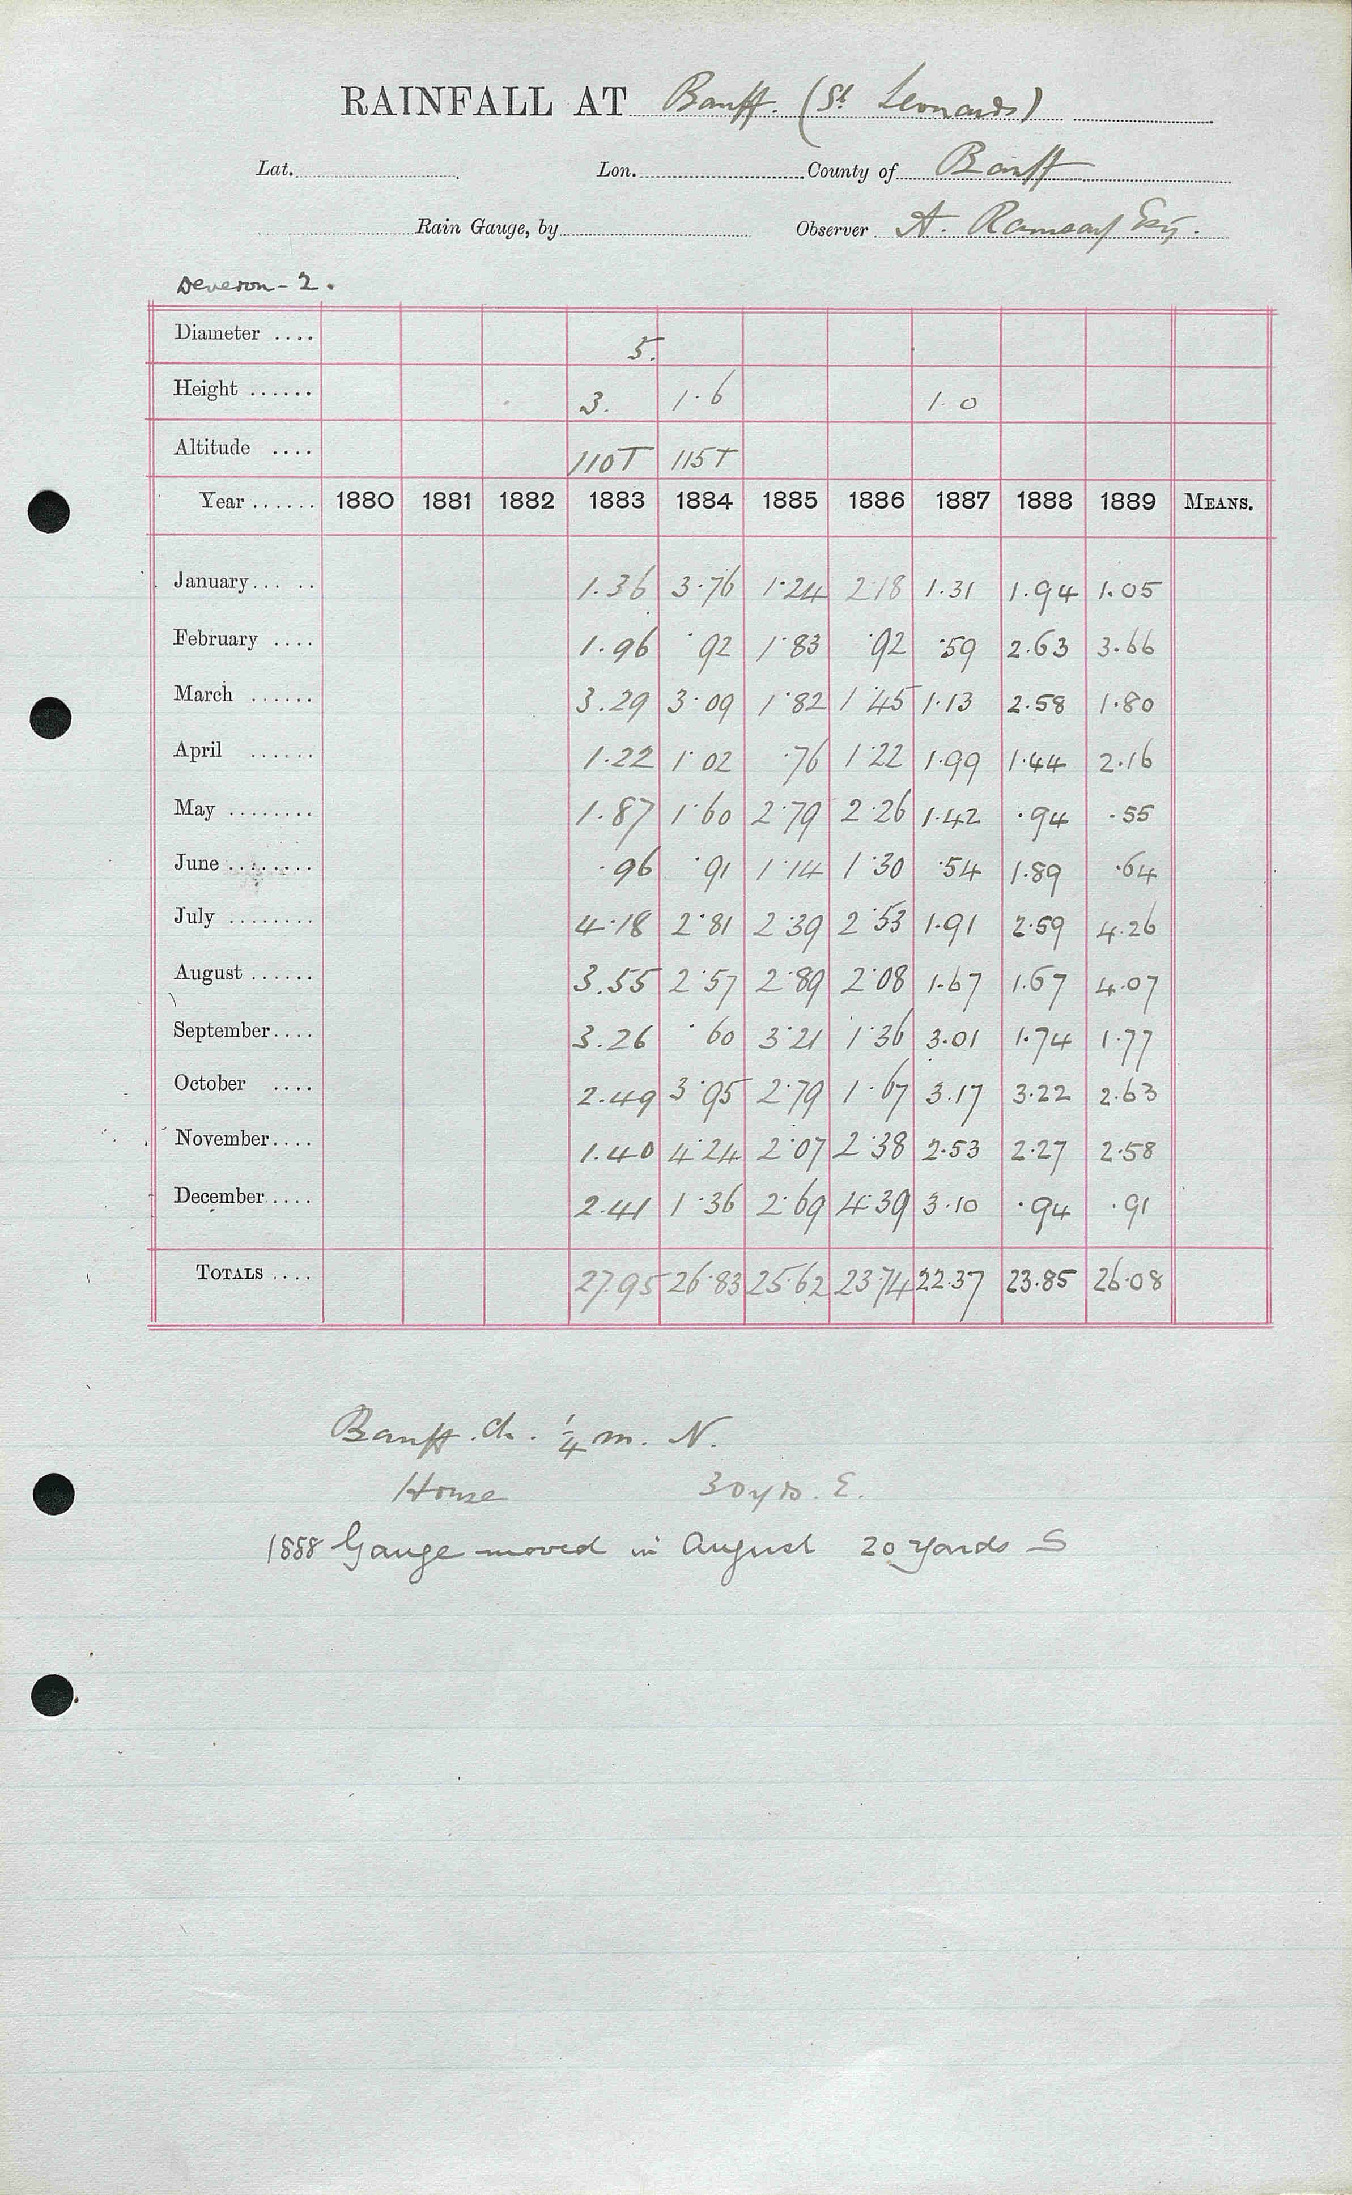 RAINFALL AT Banff. (St Leonards)
Lat. Lon. County of Banff
Rain Gauge, by Observer A. Ramsay Esq.
Deveron - 2.
Diameter .... 5.
Height ...... 3. 1.6 1.0
Altitude .... 110T 115T
Year ...... 1880 1881 1882 1883 1884 1885 1886 1887 1888 1889 MEANS.
January ..... 1.36 3.76 1.24 2.18 1.31 1.94 1.05
February .... 1.96 .92 1.83 .92 .59 2.63 3.66
March ...... 3.29 3.09 1.82 1.45 1.13 2.58 1.80
April ...... 1.22 1.02 .76 1.22 1.99 1.44 2.16
May ........ 1.87 1.60 2.79 2.26 1.42 .94 .55
June ........ .96 .91 1.14 1.30 .54 1.89 .64
July ........ 4.18 2.81 2.39 2.53 1.91 2.59 4.26
August ...... 3.55 2.57 2.89 2.08 1.67 1.67 4.07
September .... 3.26 .60 3.21 1.36 3.01 1.74 1.77
October .... 2.49 3.95 2.79 1.67 3.17 3.22 2.63
November .... 1.40 4.24 2.07 2.38 2.53 2.27 2.58
December .... 2.41 1.36 2.69 4.39 3.10 .94 .91
TOTALS .... 27.95 26.83 25.62 23.74 22.37 23.85 26.08
Banff. ch. 1/4 m. N.
House 30 yds. E.
1888 Gauge moved in August 20 yards S